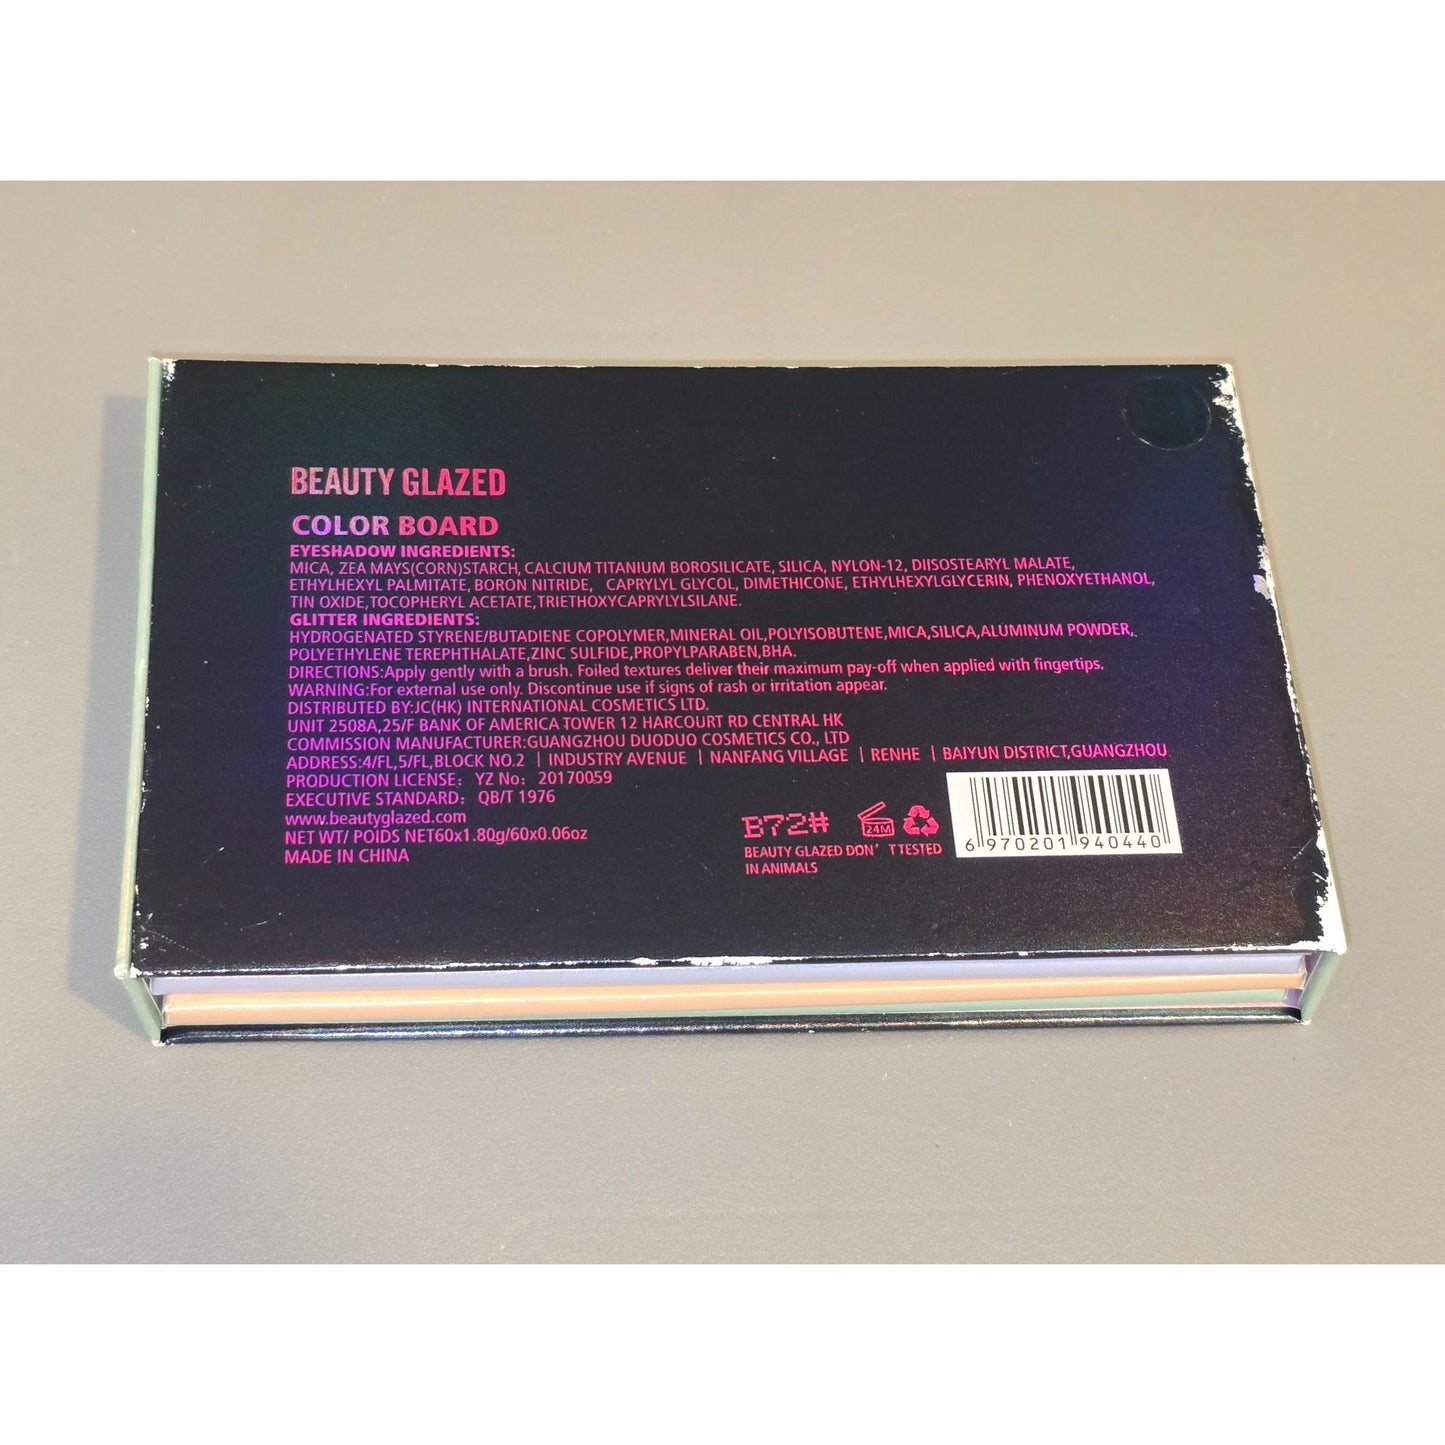 BEAUTY GLAZED
COLOR BOARD
EYESHADOW INGREDIENTS:
MICA, ZEA MAYS(CORN)STARCH, CALCIUM TITANIUM BOROSILICATE, SILICA, NYLON-12, DIISOSTEARYL MALATE,
ETHYLHEXYL PALMITATE, BORON NITRIDE, CAPRYLYL GLYCOL, DIMETHICONE, ETHYLHEXYLGLYCERIN, PHENOXYETHANOL,
TIN OXIDE,TOCOPHERYL ACETATE,TRIETHOXYCAPRYLYLSILANE.
GLITTER INGREDIENTS:
HYDROGENATED STYRENE/BUTADIENE COPOLYMER,MINERAL OIL,POLYISOBUTENE,MICA,SILICA,ALUMINUM POWDER,
POLYETHYLENE TEREPHTHALATE,ZINC SULFIDE,PROPYLPARABEN,BHA.
DIRECTIONS:Apply gently with a brush. Foiled textures deliver their maximum pay-off when applied with fingertips.
WARNING:For external use only. Discontinue use if signs of rash or irritation appear.
DISTRIBUTED BY:JC(HK) INTERNATIONAL COSMETICS LTD.
UNIT 2508A,25/F BANK OF AMERICA TOWER 12 HARCOURT RD CENTRAL HK
COMMISSION MANUFACTURER:GUANGZHOU DUODUO COSMETICS CO., LTD
ADDRESS:4/FL,5/FL,BLOCK NO.2 | INDUSTRY AVENUE | NANFANG VILLAGE | RENHE | BAIYUN DISTRICT,GUANGZHOU
PRODUCTION LICENSE: YZ No: 20170059
EXECUTIVE STANDARD: QB/T 1976
www.beautyglazed.com
NET WT/ POIDS NET60x1.80g/60x0.06oz
MADE IN CHINA
B72#
24M
BEAUTY GLAZED DON' T TESTED
IN ANIMALS
6 970201 940440